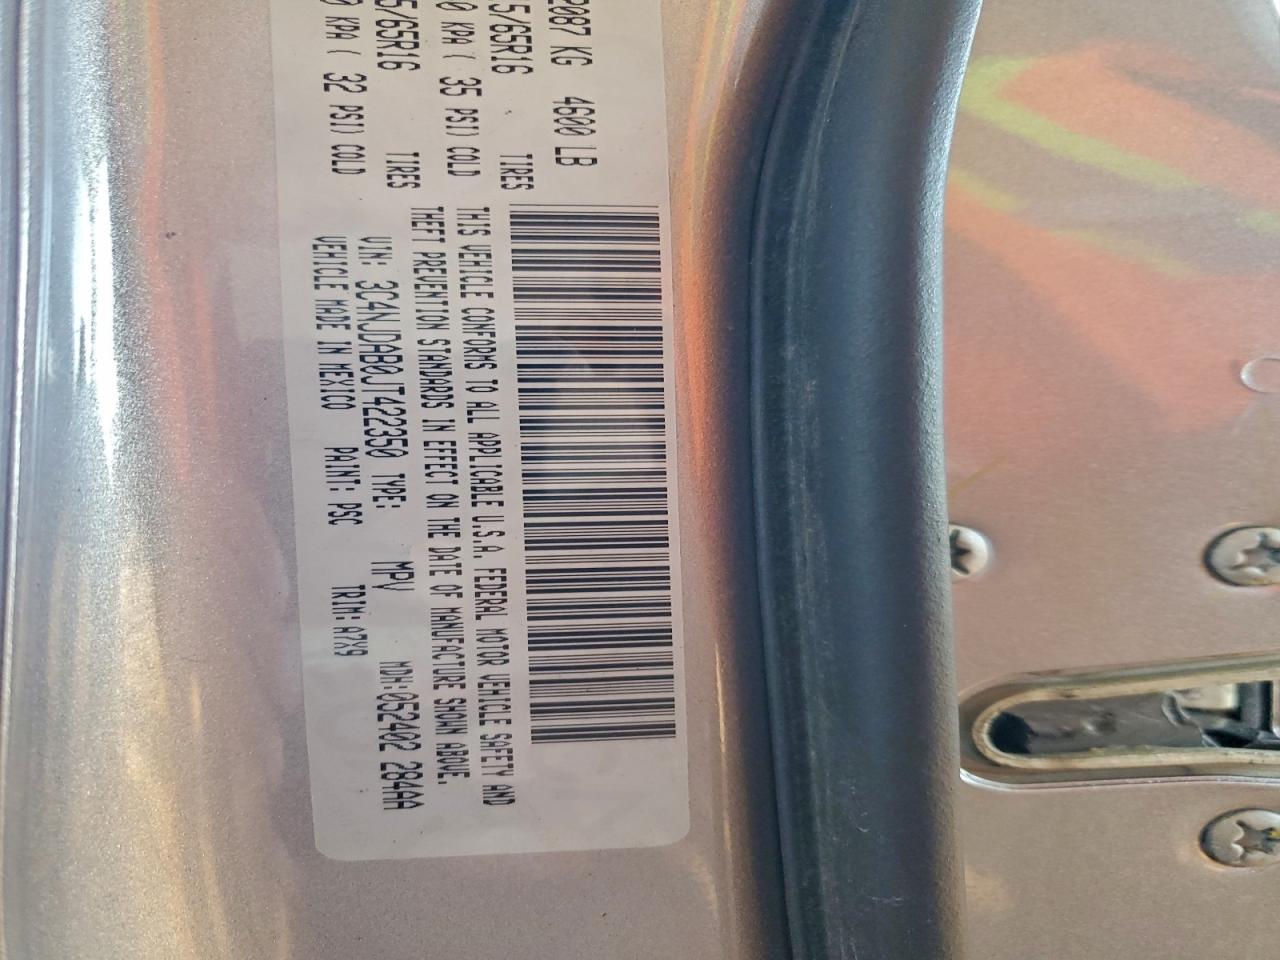 2087 KG 4600 LB
5/65R16 TIRES
0 KPA ( 35 PSI) COLD
5/65R16 TIRES
0 KPA ( 32 PSI) COLD
THIS VEHICLE CONFORMS TO ALL APPLICABLE U.S.A. FEDERAL MOTOR VEHICLE SAFETY AND
THEFT PREVENTION STANDARDS IN EFFECT ON THE DATE OF MANUFACTURE SHOWN ABOVE.
VIN: 3C4NJDAB0JT422350 TYPE: MPV MDH:052402 284AA
VEHICLE MADE IN MEXICO PAINT: PSC TRIM: A7X9